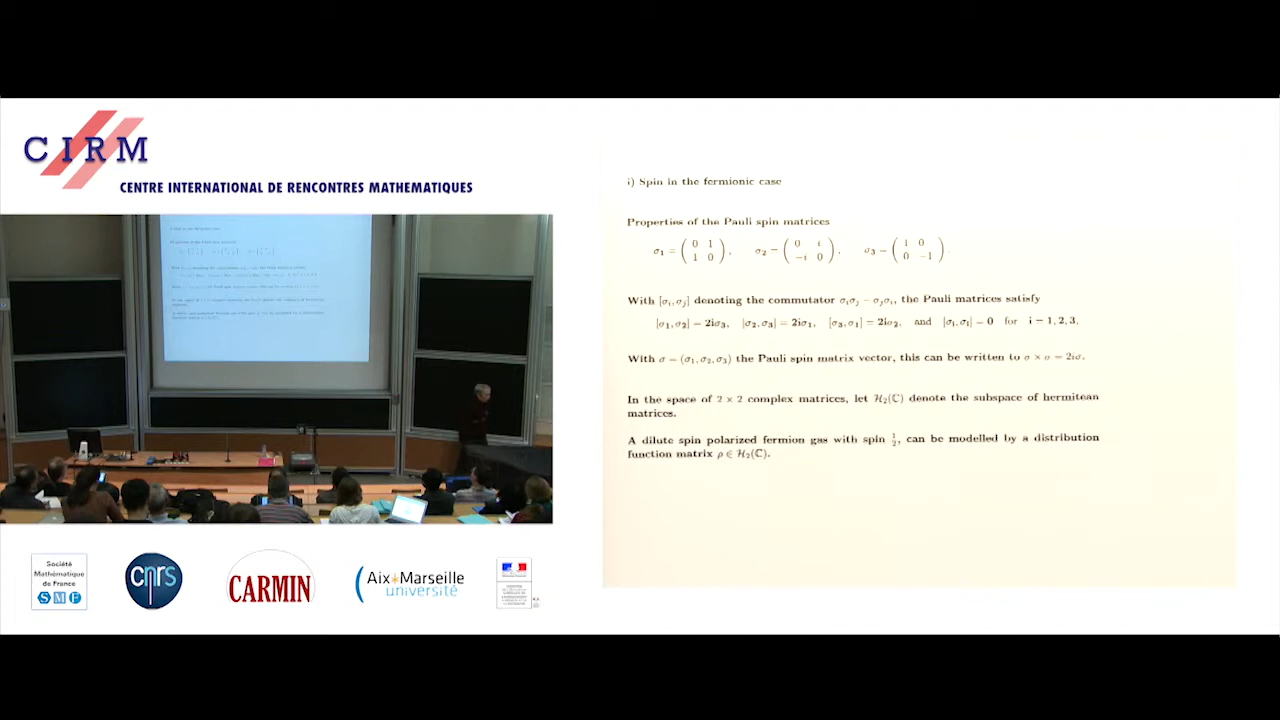 CIRM
CENTRE INTERNATIONAL DE RENCONTRES MATHEMATIQUES
i) Spin in the fermionic case
Properties of the Pauli spin matrices
σ1 = ( 0 1 ; 1 0 ), σ2 = ( 0 i ; −i 0 ), σ3 = ( 1 0 ; 0 −1 ).
With [σi, σj] denoting the commutator σiσj − σjσi, the Pauli matrices satisfy
[σ1, σ2] = 2iσ3, [σ2, σ3] = 2iσ1, [σ3, σ1] = 2iσ2, and [σi, σi] = 0 for i = 1, 2, 3.
With σ = (σ1, σ2, σ3) the Pauli spin matrix vector, this can be written to σ × σ = 2iσ.
In the space of 2 × 2 complex matrices, let H2(ℂ) denote the subspace of hermitean
matrices.
A dilute spin polarized fermion gas with spin 1/2, can be modelled by a distribution
function matrix ρ ∈ H2(ℂ).
Société
Mathématique
de France
SMF
cnrs
CARMIN
Aix*Marseille
université